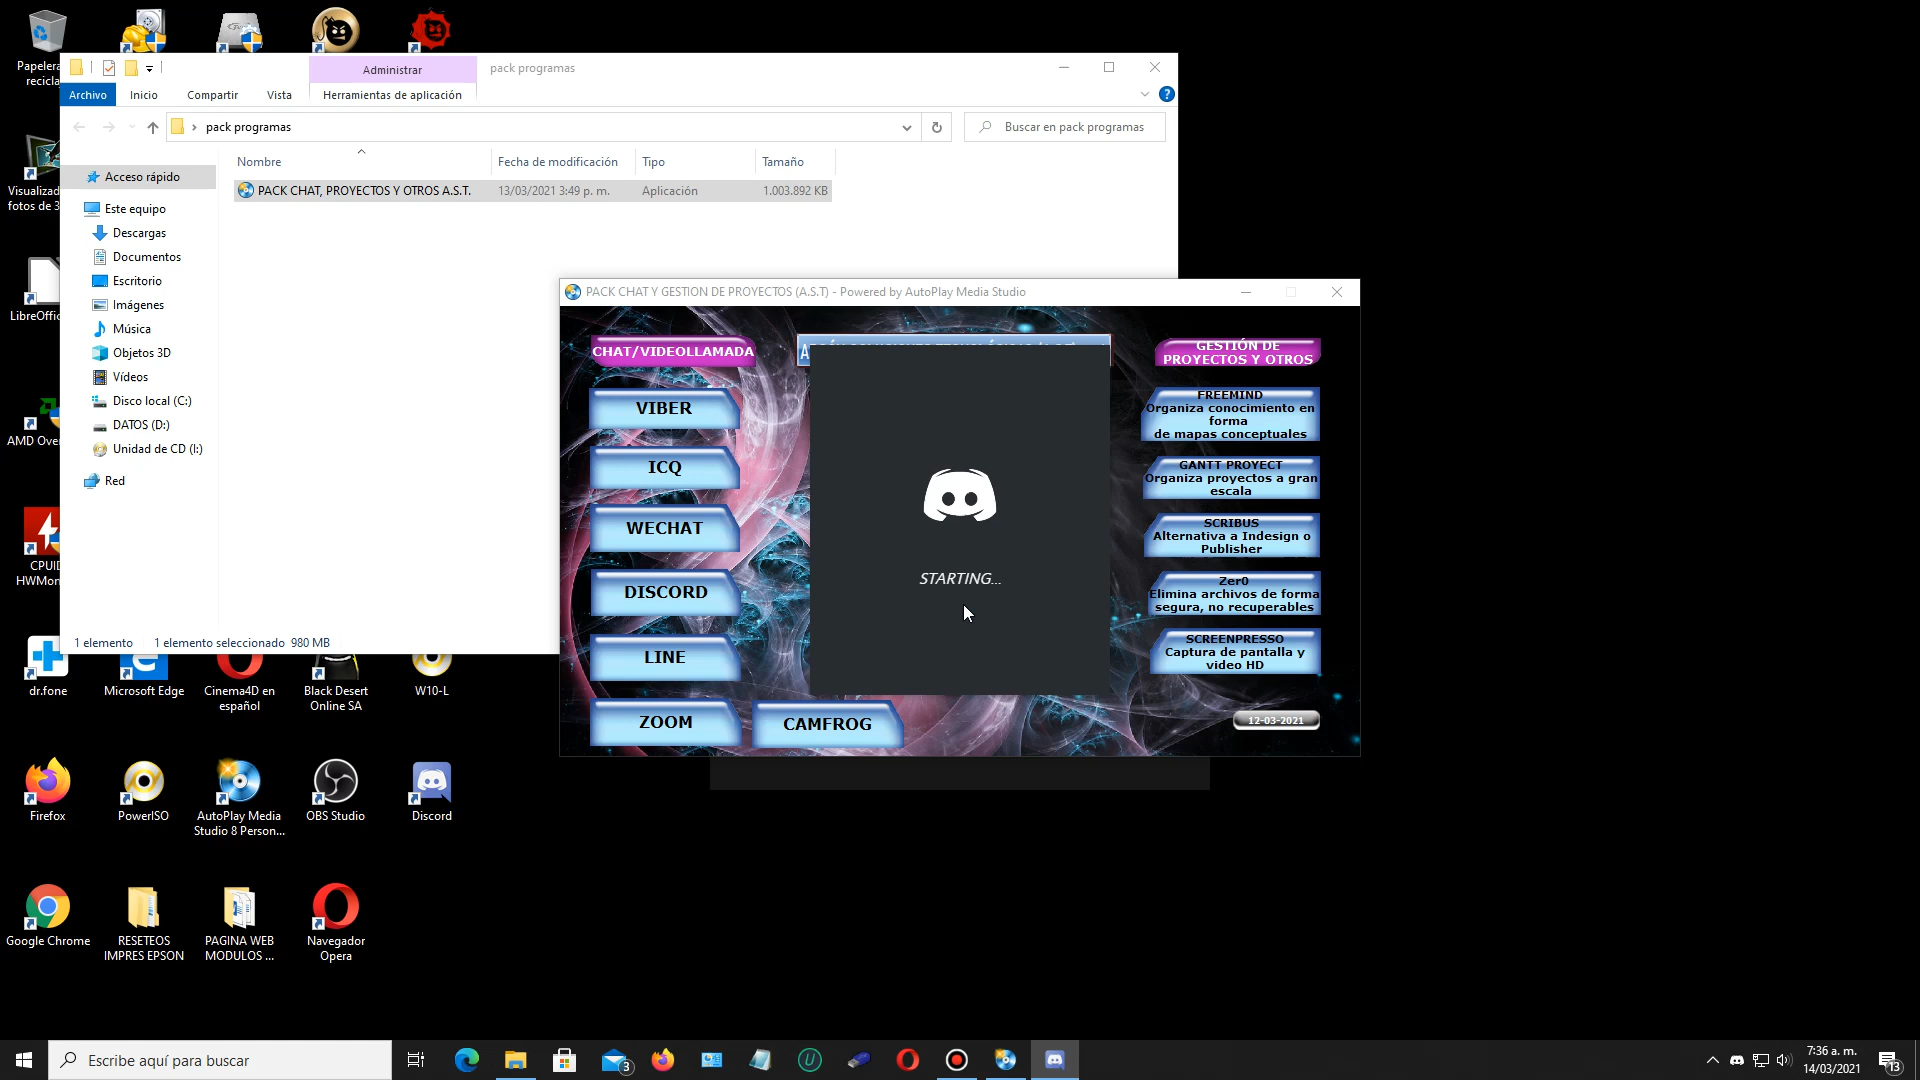 Papelera
recicla
Administrar
pack programas
Archivo
Inicio
Compartir
Vista
Herramientas de aplicación
pack programas
Buscar en pack programas
Nombre
Fecha de modificación
Tipo
Tamaño
PACK CHAT, PROYECTOS Y OTROS A.S.T.
13/03/2021 3:49 p. m.
Aplicación
1.003.892 KB
Acceso rápido
Este equipo
Descargas
Documentos
Escritorio
Imágenes
Música
Objetos 3D
Vídeos
Disco local (C:)
DATOS (D:)
Unidad de CD (I:)
Red
1 elemento
1 elemento seleccionado 980 MB
Visualizad
fotos de 3
LibreOffic
AMD Over
CPUID
HWMon
PACK CHAT Y GESTION DE PROYECTOS (A.S.T) - Powered by AutoPlay Media Studio
CHAT/VIDEOLLAMADA
VIBER
ICQ
WECHAT
DISCORD
LINE
ZOOM
CAMFROG
STARTING...
GESTIÓN DE
PROYECTOS Y OTROS
FREEMIND
Organiza conocimiento en
forma
de mapas conceptuales
GANTT PROYECT
Organiza proyectos a gran
escala
SCRIBUS
Alternativa a Indesign o
Publisher
Zer0
Elimina archivos de forma
segura, no recuperables
SCREENPRESSO
Captura de pantalla y
video HD
12-03-2021
dr.fone
Microsoft Edge
Cinema4D en
español
Black Desert
Online SA
W10-L
Firefox
PowerISO
AutoPlay Media
Studio 8 Person...
OBS Studio
Discord
Google Chrome
RESETEOS
IMPRES EPSON
PAGINA WEB
MODULOS ...
Navegador
Opera
Escribe aquí para buscar
3
7:36 a. m.
14/03/2021
13